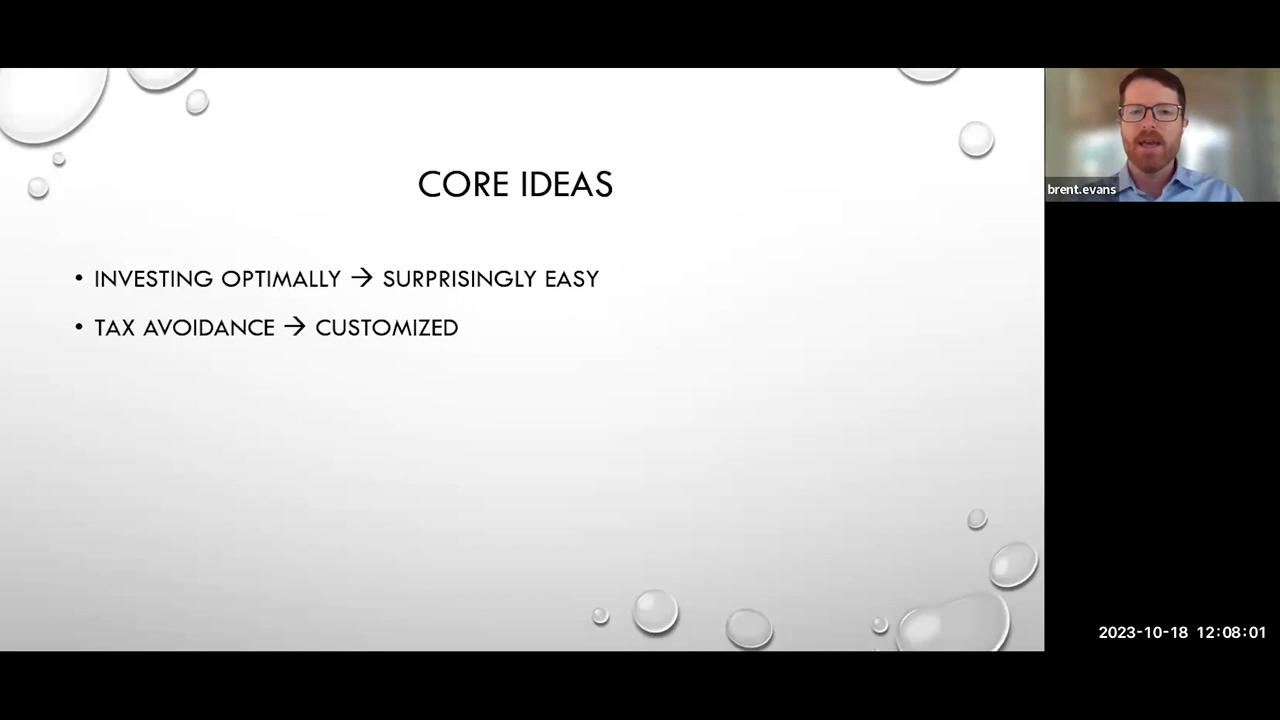 CORE IDEAS
• INVESTING OPTIMALLY → SURPRISINGLY EASY
• TAX AVOIDANCE → CUSTOMIZED
brent.evans
2023-10-18 12:08:01